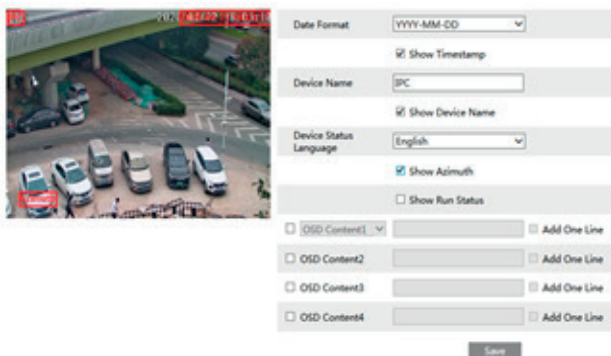 Date Format YYYY-MM-DD
Show Timestamp
Device Name IPC
Show Device Name
Device Status Language English
Show Azimuth
Show Run Status
OSD Content1 Add One Line
OSD Content2 Add One Line
OSD Content3 Add One Line
OSD Content4 Add One Line
Save